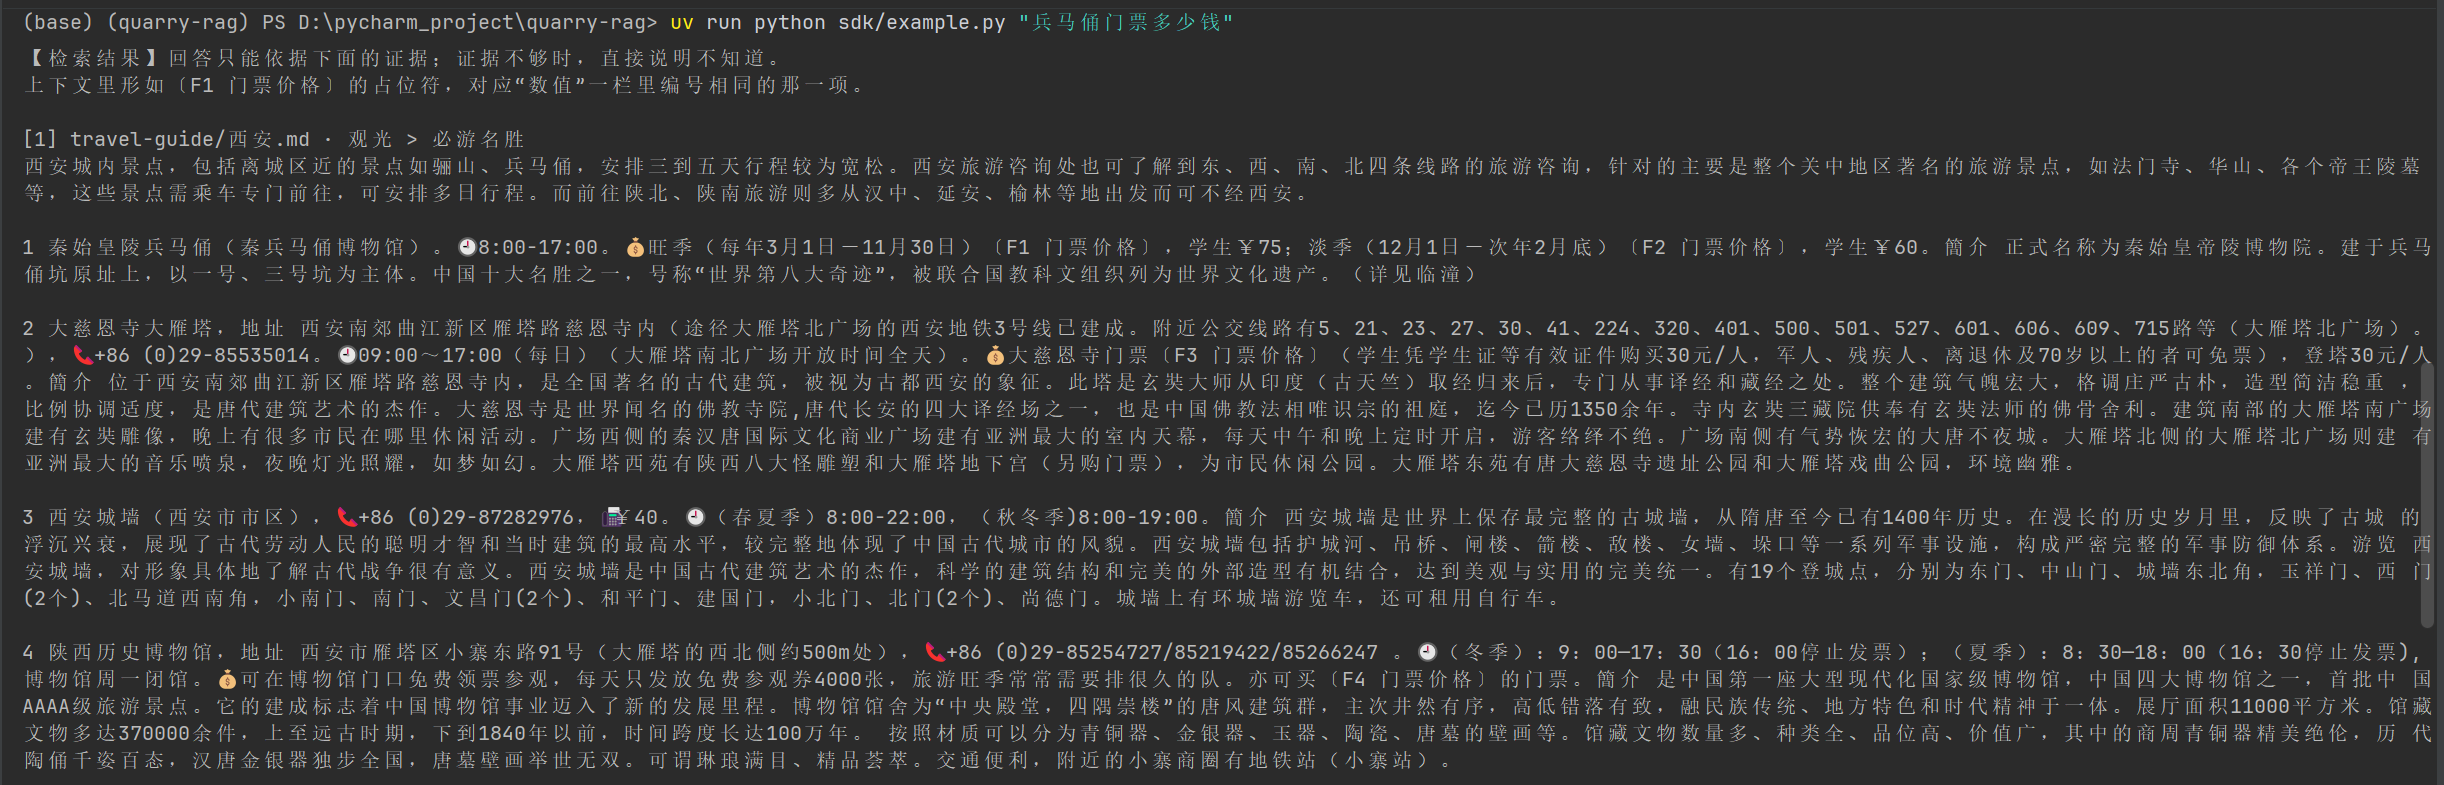 (base) (quarry-rag) PS D:\pycharm_project\quarry-rag> uv run python sdk/example.py "兵马俑门票多少钱"
【检索结果】回答只能依据下面的证据；证据不够时，直接说明不知道。
上下文里形如〔F1 门票价格〕的占位符，对应“数值”一栏里编号相同的那一项。
[1] travel-guide/西安.md · 观光 > 必游名胜
西安城内景点，包括离城区近的景点如骊山、兵马俑，安排三到五天行程较为宽松。西安旅游咨询处也可了解到东、西、南、北四条线路的旅游咨询，针对的主要是整个关中地区著名的旅游景点，如法门寺、华山、各个帝王陵墓
等，这些景点需乘车专门前往，可安排多日行程。而前往陕北、陕南旅游则多从汉中、延安、榆林等地出发而可不经西安。
1 秦始皇陵兵马俑（秦兵马俑博物馆）。🕘8:00-17:00。💰旺季（每年3月1日－11月30日）〔F1 门票价格〕，学生￥75；淡季（12月1日－次年2月底）〔F2 门票价格〕，学生￥60。簡介 正式名称为秦始皇帝陵博物院。建于兵马
俑坑原址上，以一号、三号坑为主体。中国十大名胜之一，号称“世界第八大奇迹”，被联合国教科文组织列为世界文化遗产。（详见临潼）
2 大慈恩寺大雁塔，地址 西安南郊曲江新区雁塔路慈恩寺内（途径大雁塔北广场的西安地铁3号线已建成。附近公交线路有5、21、23、27、30、41、224、320、401、500、501、527、601、606、609、715路等（大雁塔北广场）。
），📞+86 (0)29-85535014。🕘09:00～17:00（每日）（大雁塔南北广场开放时间全天）。💰大慈恩寺门票〔F3 门票价格〕（学生凭学生证等有效证件购买30元/人，军人、残疾人、离退休及70岁以上的者可免票），登塔30元/人
。簡介 位于西安南郊曲江新区雁塔路慈恩寺内，是全国著名的古代建筑，被视为古都西安的象征。此塔是玄奘大师从印度（古天竺）取经归来后，专门从事译经和藏经之处。整个建筑气魄宏大，格调庄严古朴，造型简洁稳重 ，
比例协调适度，是唐代建筑艺术的杰作。大慈恩寺是世界闻名的佛教寺院,唐代长安的四大译经场之一，也是中国佛教法相唯识宗的祖庭，迄今已历1350余年。寺内玄奘三藏院供奉有玄奘法师的佛骨舍利。建筑南部的大雁塔南广场
建有玄奘雕像，晚上有很多市民在哪里休闲活动。广场西侧的秦汉唐国际文化商业广场建有亚洲最大的室内天幕，每天中午和晚上定时开启，游客络绎不绝。广场南侧有气势恢宏的大唐不夜城。大雁塔北侧的大雁塔北广场则建 有
亚洲最大的音乐喷泉，夜晚灯光照耀，如梦如幻。大雁塔西苑有陕西八大怪雕塑和大雁塔地下宫（另购门票），为市民休闲公园。大雁塔东苑有唐大慈恩寺遗址公园和大雁塔戏曲公园，环境幽雅。
3 西安城墙（西安市市区），📞+86 (0)29-87282976，📠￥40。🕘（春夏季）8:00-22:00，（秋冬季)8:00-19:00。簡介 西安城墙是世界上保存最完整的古城墙，从隋唐至今已有1400年历史。在漫长的历史岁月里，反映了古城 的
浮沉兴衰，展现了古代劳动人民的聪明才智和当时建筑的最高水平，较完整地体现了中国古代城市的风貌。西安城墙包括护城河、吊桥、闸楼、箭楼、敌楼、女墙、垛口等一系列军事设施，构成严密完整的军事防御体系。游览 西
安城墙，对形象具体地了解古代战争很有意义。西安城墙是中国古代建筑艺术的杰作，科学的建筑结构和完美的外部造型有机结合，达到美观与实用的完美统一。有19个登城点，分别为东门、中山门、城墙东北角，玉祥门、西 门
(2个)、北马道西南角，小南门、南门、文昌门(2个)、和平门、建国门，小北门、北门(2个)、尚德门。城墙上有环城墙游览车，还可租用自行车。
4 陕西历史博物馆，地址 西安市雁塔区小寨东路91号（大雁塔的西北侧约500m处），📞+86 (0)29-85254727/85219422/85266247 。🕘（冬季）：9：00—17：30（16：00停止发票）；（夏季）：8：30—18：00（16：30停止发票),
博物馆周一闭馆。💰可在博物馆门口免费领票参观，每天只发放免费参观券4000张，旅游旺季常常需要排很久的队。亦可买〔F4 门票价格〕的门票。簡介 是中国第一座大型现代化国家级博物馆，中国四大博物馆之一，首批中 国
AAAA级旅游景点。它的建成标志着中国博物馆事业迈入了新的发展里程。博物馆馆舍为“中央殿堂，四隅崇楼”的唐风建筑群，主次井然有序，高低错落有致，融民族传统、地方特色和时代精神于一体。展厅面积11000平方米。馆藏
文物多达370000余件，上至远古时期，下到1840年以前，时间跨度长达100万年。 按照材质可以分为青铜器、金银器、玉器、陶瓷、唐墓的壁画等。馆藏文物数量多、种类全、品位高、价值广，其中的商周青铜器精美绝伦，历 代
陶俑千姿百态，汉唐金银器独步全国，唐墓壁画举世无双。可谓琳琅满目、精品荟萃。交通便利，附近的小寨商圈有地铁站（小寨站）。